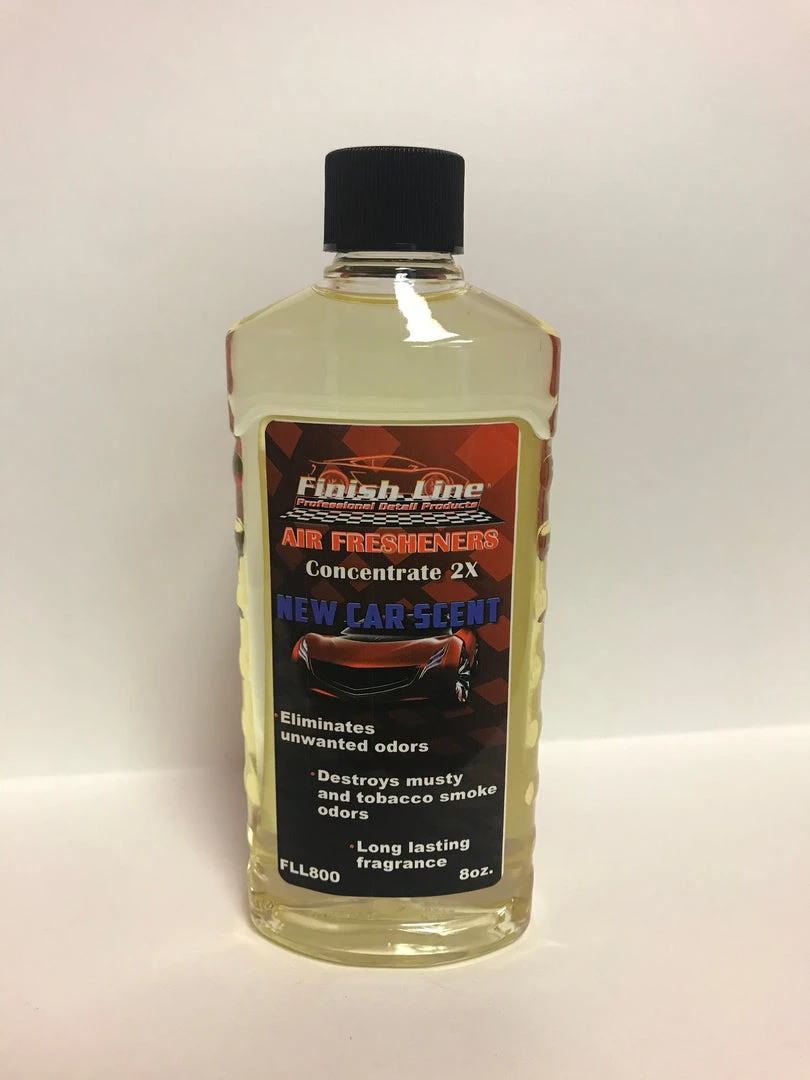 Finish Line
Professional Detail Products
AIR FRESHENERS
Concentrate 2X
NEW CAR SCENT
Eliminates
unwanted odors
Destroys musty
and tobacco smoke
odors
Long lasting
fragrance
FLL800
8oz.